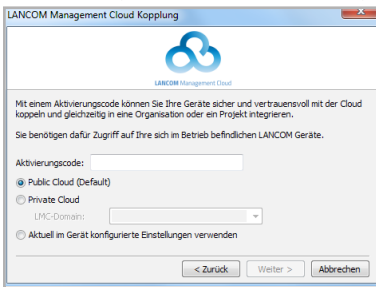 LANCOM Management Cloud Kopplung
LANCOM Management Cloud
Mit einem Aktivierungscode können Sie Ihre Geräte sicher und vertrauensvoll mit der Cloud
koppeln und gleichzeitig in eine Organisation oder ein Projekt integrieren.
Sie benötigen dafür Zugriff auf Ihre sich im Betrieb befindlichen LANCOM Geräte.
Aktivierungscode:
Public Cloud (Default)
Private Cloud
LMC-Domain:
Aktuell im Gerät konfigurierte Einstellungen verwenden
< Zurück Weiter > Abbrechen